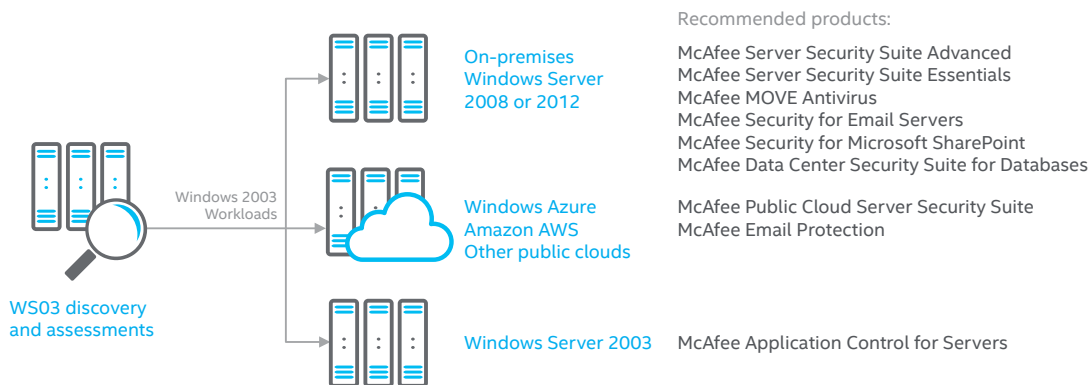 Recommended products:
On-premises
Windows Server
2008 or 2012
McAfee Server Security Suite Advanced
McAfee Server Security Suite Essentials
McAfee MOVE Antivirus
McAfee Security for Email Servers
McAfee Security for Microsoft SharePoint
McAfee Data Center Security Suite for Databases
Windows 2003
Workloads
Windows Azure
Amazon AWS
Other public clouds
McAfee Public Cloud Server Security Suite
McAfee Email Protection
WS03 discovery
and assessments
Windows Server 2003
McAfee Application Control for Servers